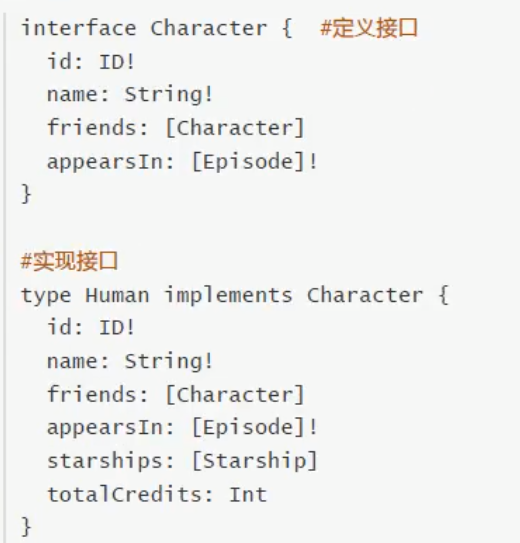 interface Character {  #定义接口
  id: ID!
  name: String!
  friends: [Character]
  appearsIn: [Episode]!
}

#实现接口
type Human implements Character {
  id: ID!
  name: String!
  friends: [Character]
  appearsIn: [Episode]!
  starships: [Starship]
  totalCredits: Int
}